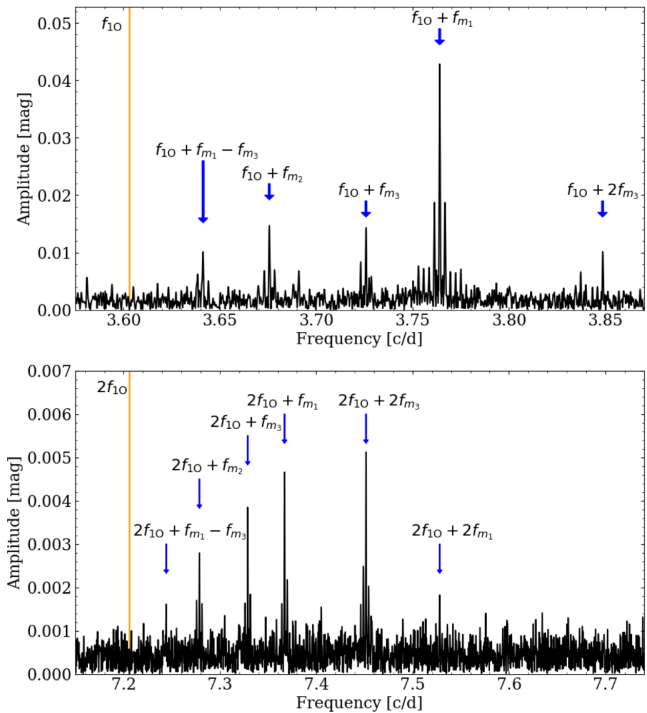 f₁O
f₁O + fₘ₁
f₁O + fₘ₁ − fₘ₃
f₁O + fₘ₂
f₁O + fₘ₃
f₁O + 2fₘ₃
Amplitude [mag]
0.05
0.04
0.03
0.02
0.01
0.00
3.60 3.65 3.70 3.75 3.80 3.85
Frequency [c/d]
2f₁O
2f₁O + fₘ₁
2f₁O + 2fₘ₃
2f₁O + fₘ₃
2f₁O + fₘ₂
2f₁O + fₘ₁ − fₘ₃
2f₁O + 2fₘ₁
Amplitude [mag]
0.007
0.006
0.005
0.004
0.003
0.002
0.001
0.000
7.2 7.3 7.4 7.5 7.6 7.7
Frequency [c/d]